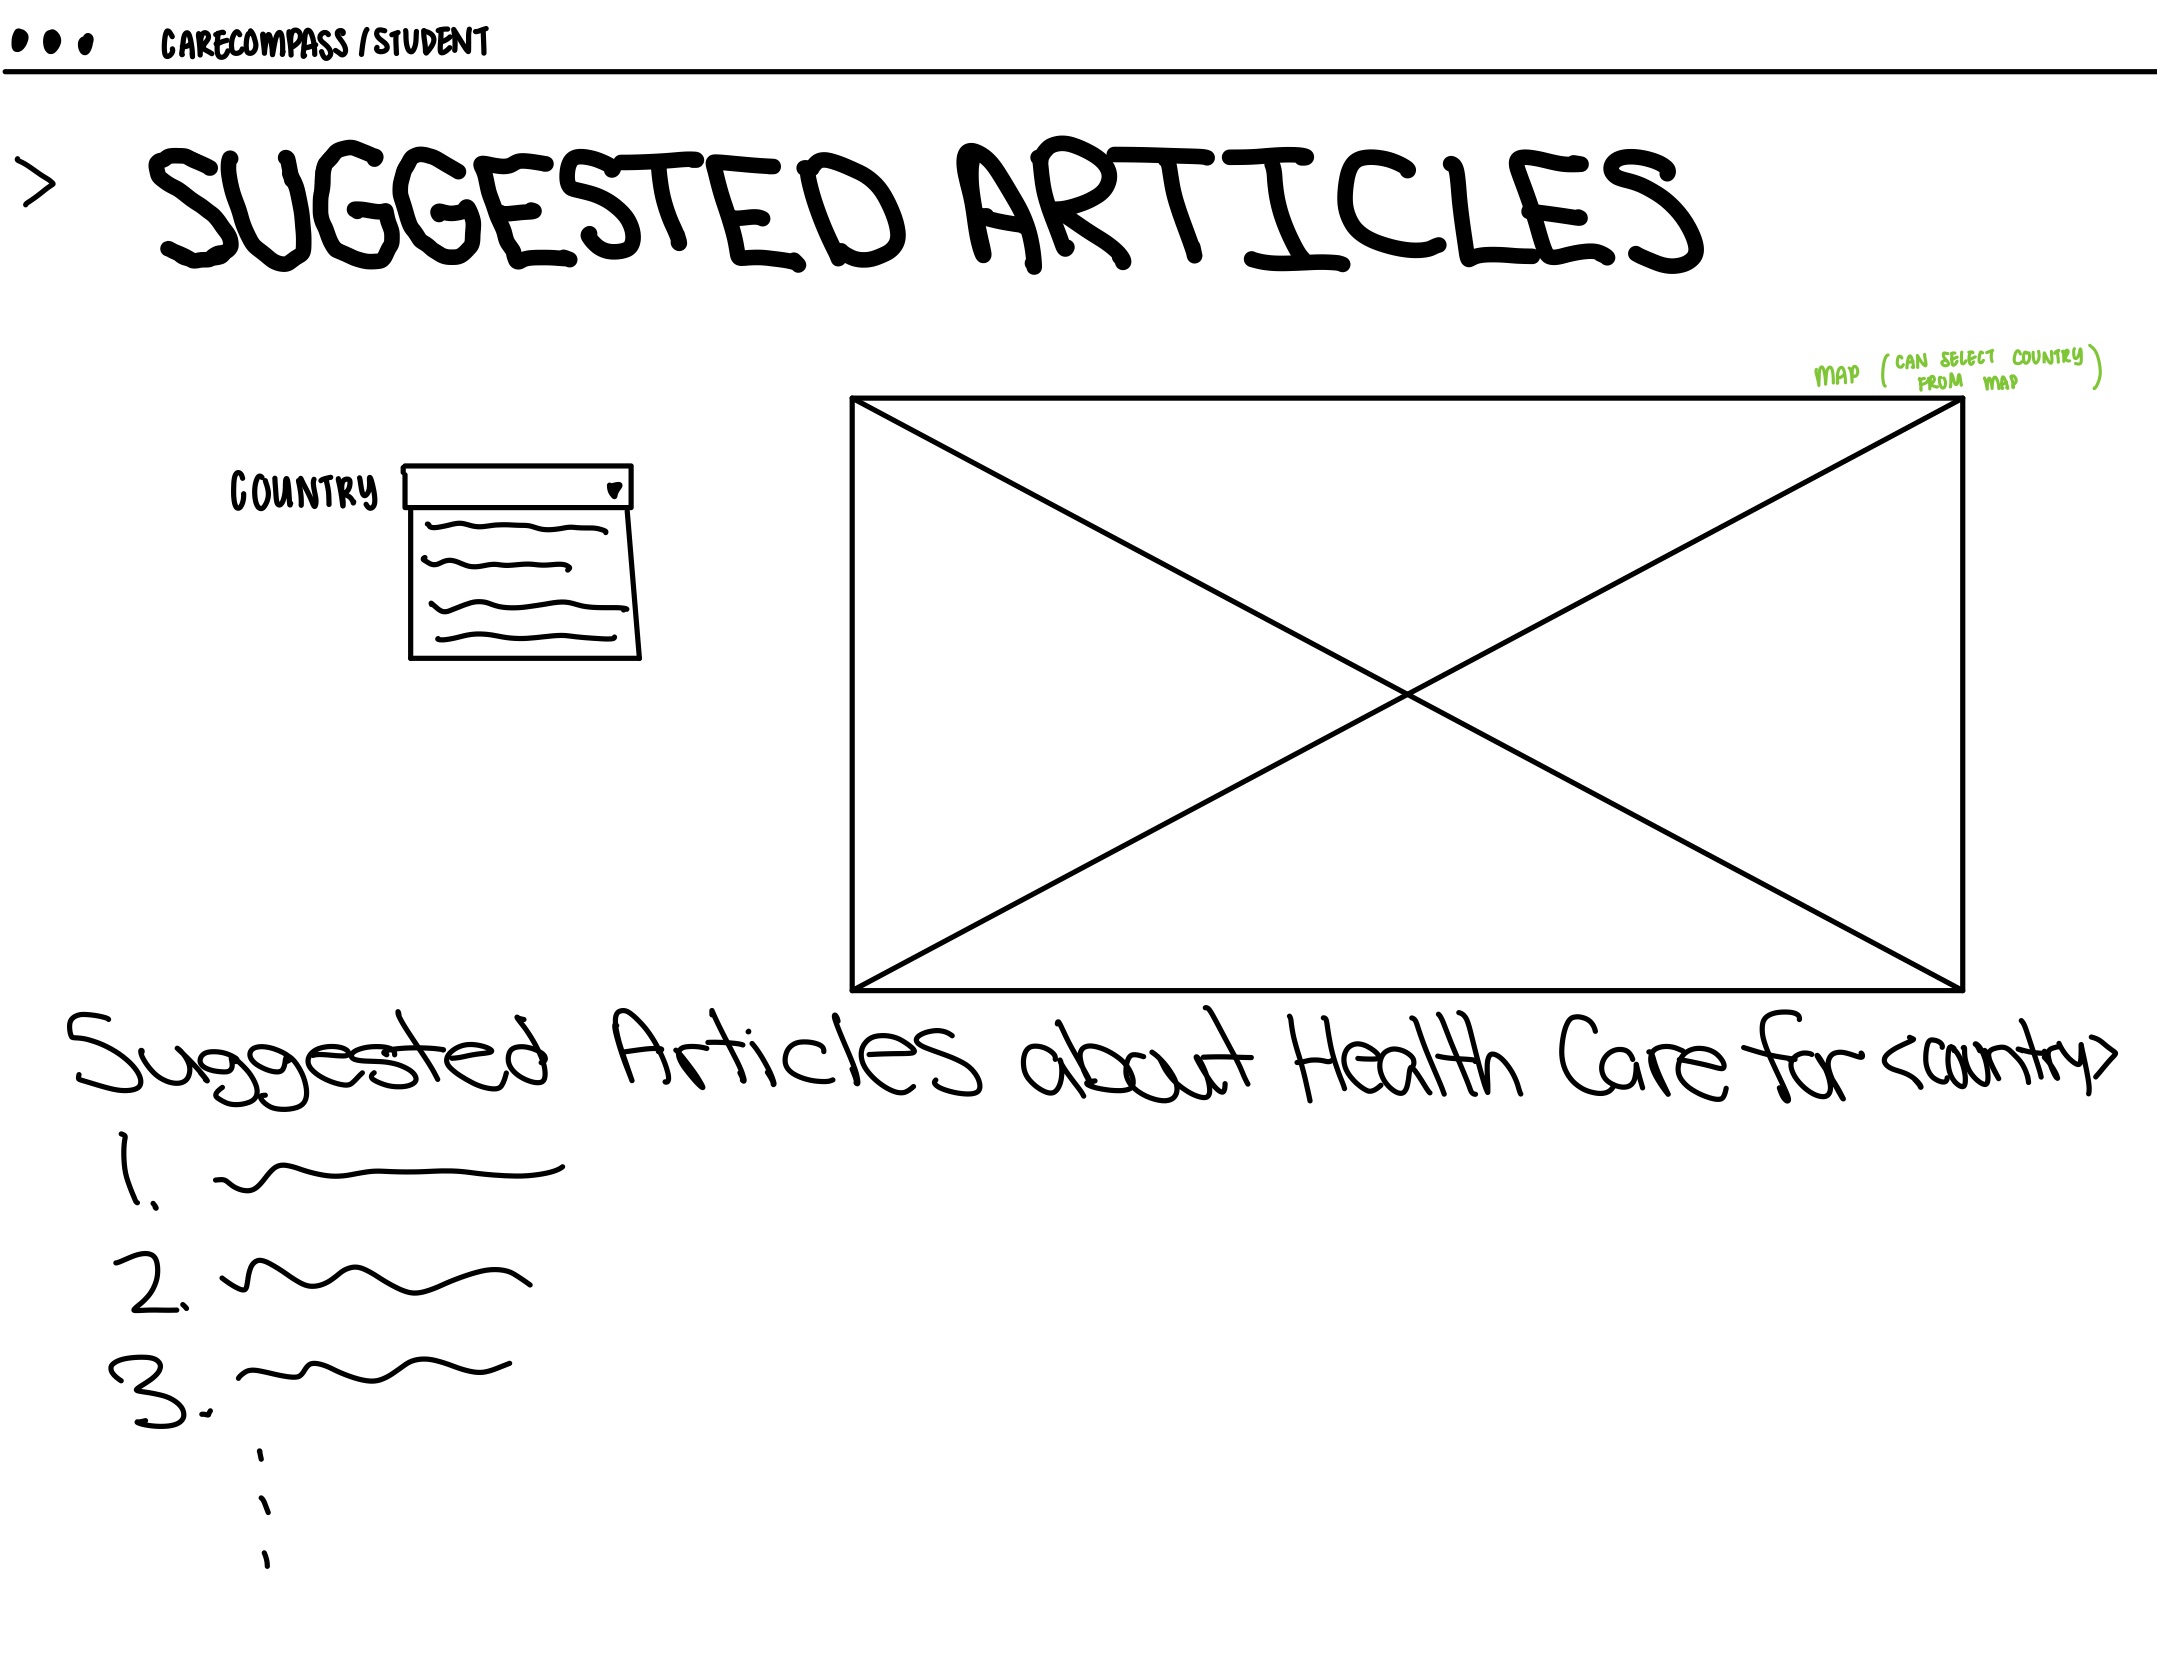 CARECOMPASS/STUDENT
> SUGGESTED ARTICLES
MAP (CAN SELECT COUNTRY
FROM MAP)
COUNTRY
Suggested Articles about Health Care for <country>
1.
2.
3.